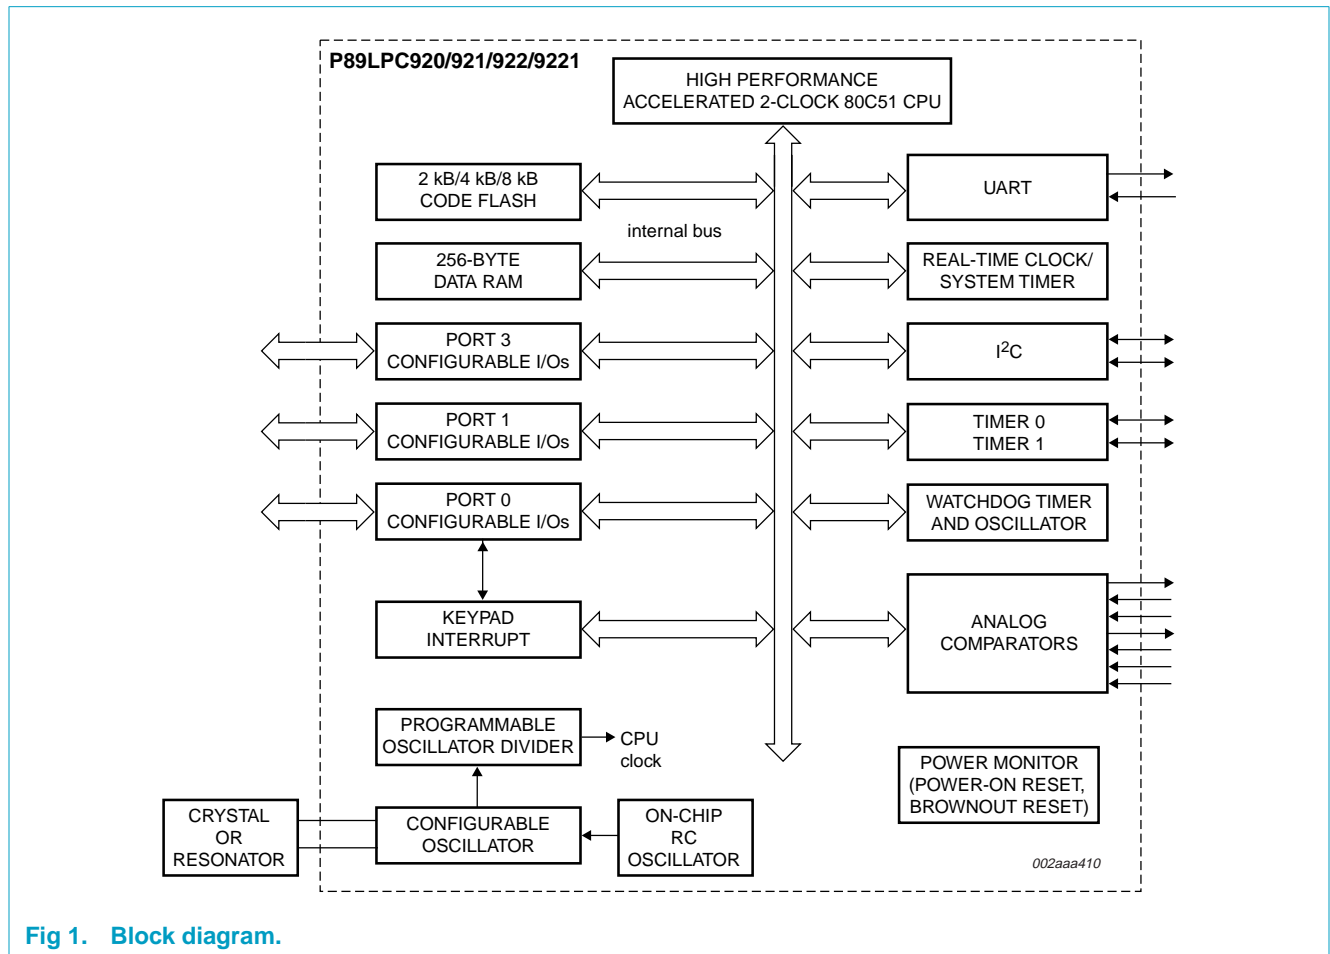 P89LPC920/921/922/9221
HIGH PERFORMANCE
ACCELERATED 2-CLOCK 80C51 CPU
2 kB/4 kB/8 kB
CODE FLASH
UART
internal bus
256-BYTE
DATA RAM
REAL-TIME CLOCK/
SYSTEM TIMER
PORT 3
CONFIGURABLE I/Os
I²C
PORT 1
CONFIGURABLE I/Os
TIMER 0
TIMER 1
PORT 0
CONFIGURABLE I/Os
WATCHDOG TIMER
AND OSCILLATOR
KEYPAD
INTERRUPT
ANALOG
COMPARATORS
PROGRAMMABLE
OSCILLATOR DIVIDER
CPU
clock
POWER MONITOR
(POWER-ON RESET,
BROWNOUT RESET)
CRYSTAL
OR
RESONATOR
CONFIGURABLE
OSCILLATOR
ON-CHIP
RC
OSCILLATOR
002aaa410
Fig 1. Block diagram.